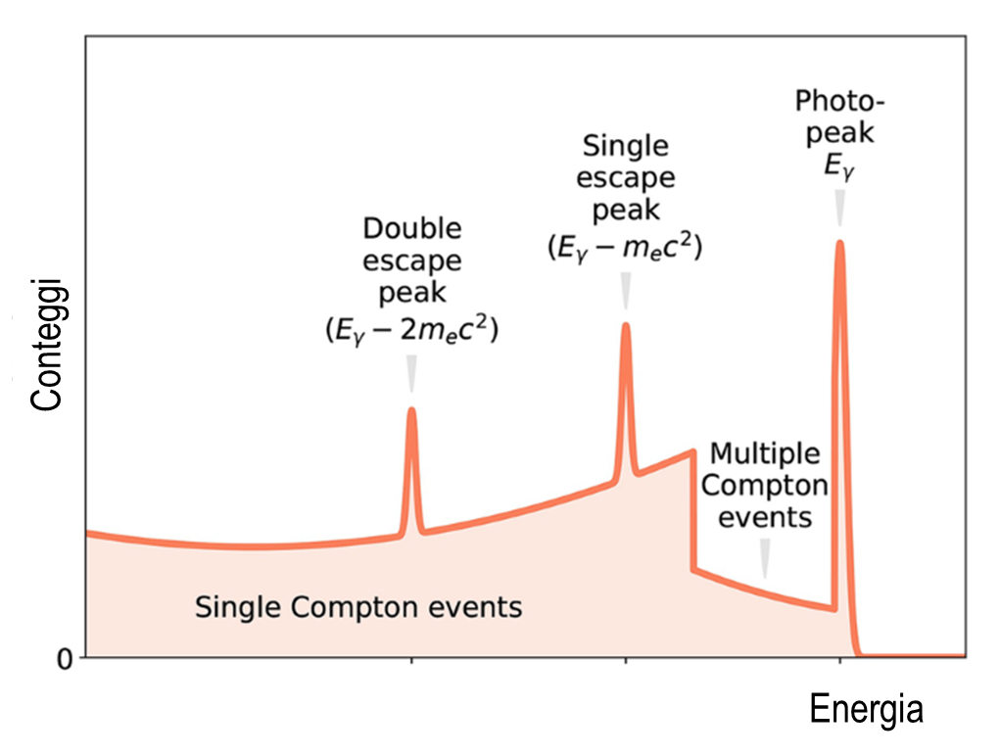 Photo-
peak
Eγ
Single
escape
peak
(Eγ − mec²)
Double
escape
peak
(Eγ − 2mec²)
Conteggi
Multiple
Compton
events
Single Compton events
0
Energia